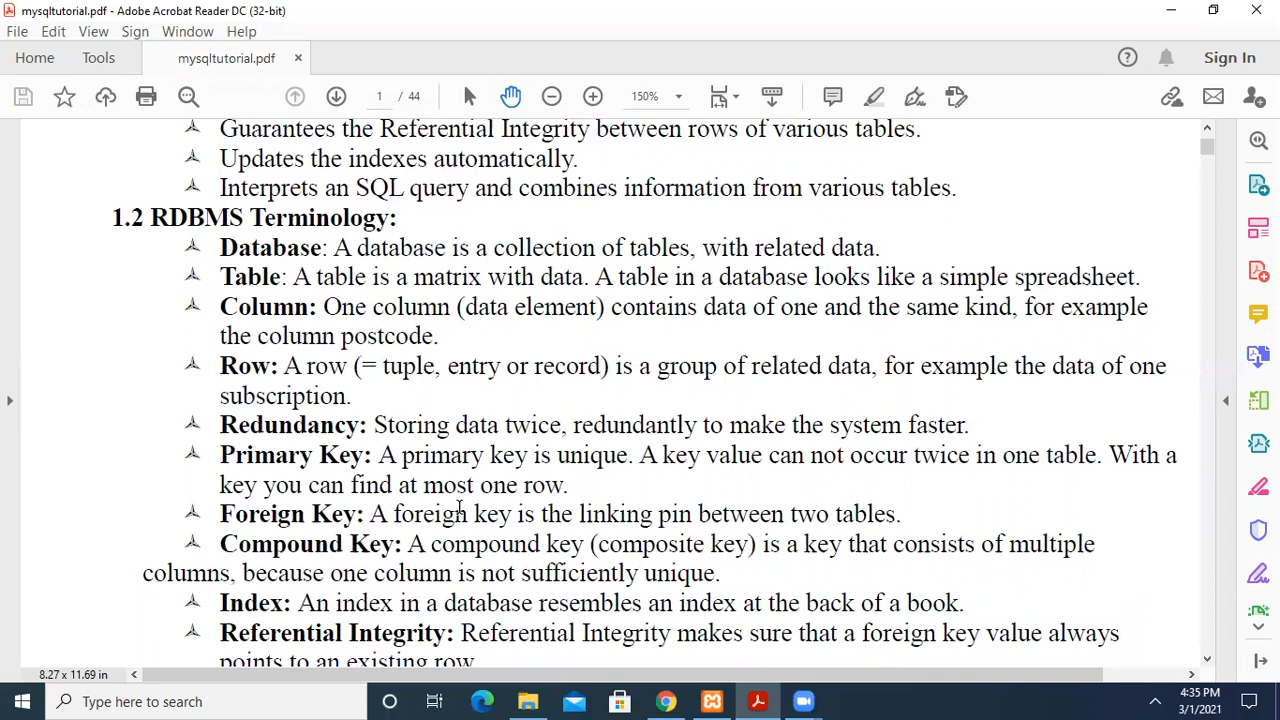 mysqltutorial.pdf - Adobe Acrobat Reader DC (32-bit)
File Edit View Sign Window Help
Home Tools mysqltutorial.pdf × Sign In
1 / 44 150%
Guarantees the Referential Integrity between rows of various tables.
Updates the indexes automatically.
Interprets an SQL query and combines information from various tables.
1.2 RDBMS Terminology:
Database: A database is a collection of tables, with related data.
Table: A table is a matrix with data. A table in a database looks like a simple spreadsheet.
Column: One column (data element) contains data of one and the same kind, for example
the column postcode.
Row: A row (= tuple, entry or record) is a group of related data, for example the data of one
subscription.
Redundancy: Storing data twice, redundantly to make the system faster.
Primary Key: A primary key is unique. A key value can not occur twice in one table. With a
key you can find at most one row.
Foreign Key: A foreign key is the linking pin between two tables.
Compound Key: A compound key (composite key) is a key that consists of multiple
columns, because one column is not sufficiently unique.
Index: An index in a database resembles an index at the back of a book.
Referential Integrity: Referential Integrity makes sure that a foreign key value always
points to an existing row.
8.27 x 11.69 in
Type here to search
4:35 PM
3/1/2021